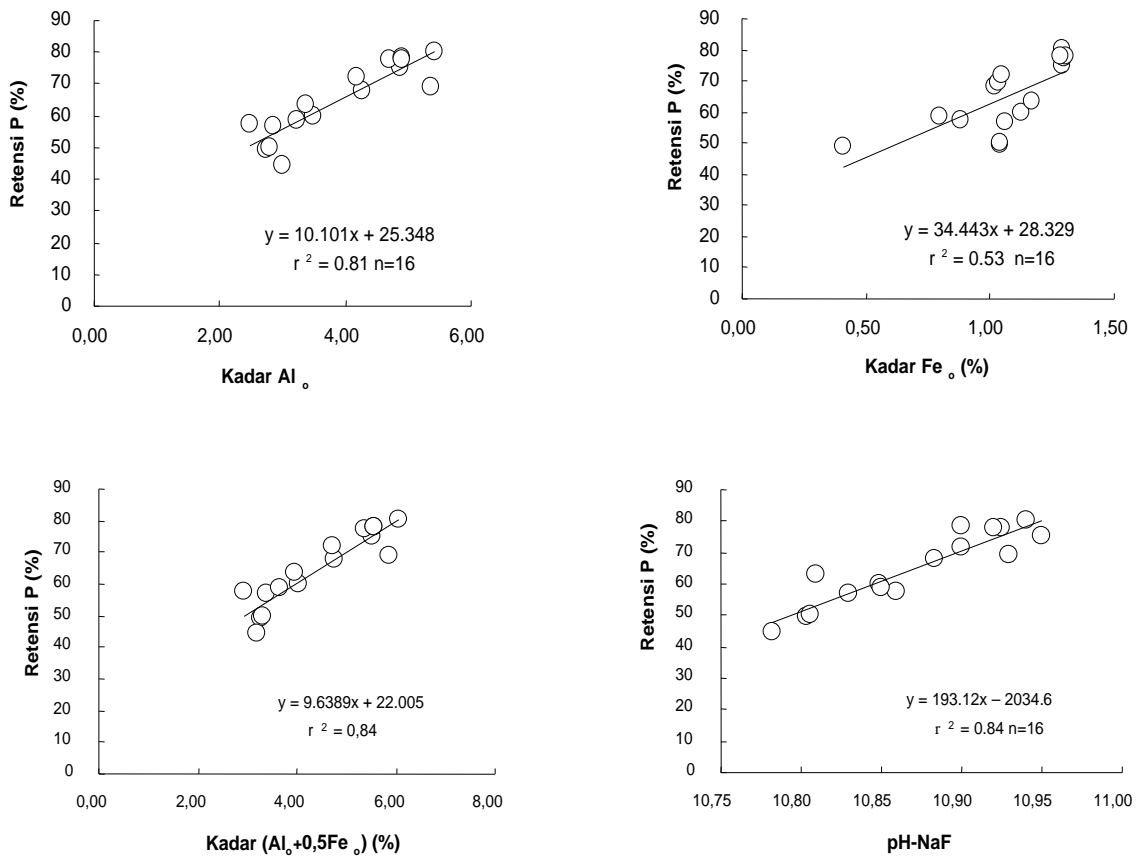 90
80
70
60
50
40
30
20
10
0
Retensi P (%)
y = 10.101x + 25.348
r ² = 0.81 n=16
0,00 2,00 4,00 6,00
Kadar Al ₒ
90
80
70
60
50
40
30
20
10
0
Retensi P (%)
y = 34.443x + 28.329
r ² = 0.53 n=16
0,00 0,50 1,00 1,50
Kadar Fe ₒ (%)
90
80
70
60
50
40
30
20
10
0
Retensi P (%)
y = 9.6389x + 22.005
r ² = 0,84
0,00 2,00 4,00 6,00 8,00
Kadar (Alₒ+0,5Fe ₒ) (%)
90
80
70
60
50
40
30
20
10
0
Retensi P (%)
y = 193.12x – 2034.6
r ² = 0.84 n=16
10,75 10,80 10,85 10,90 10,95 11,00
pH-NaF